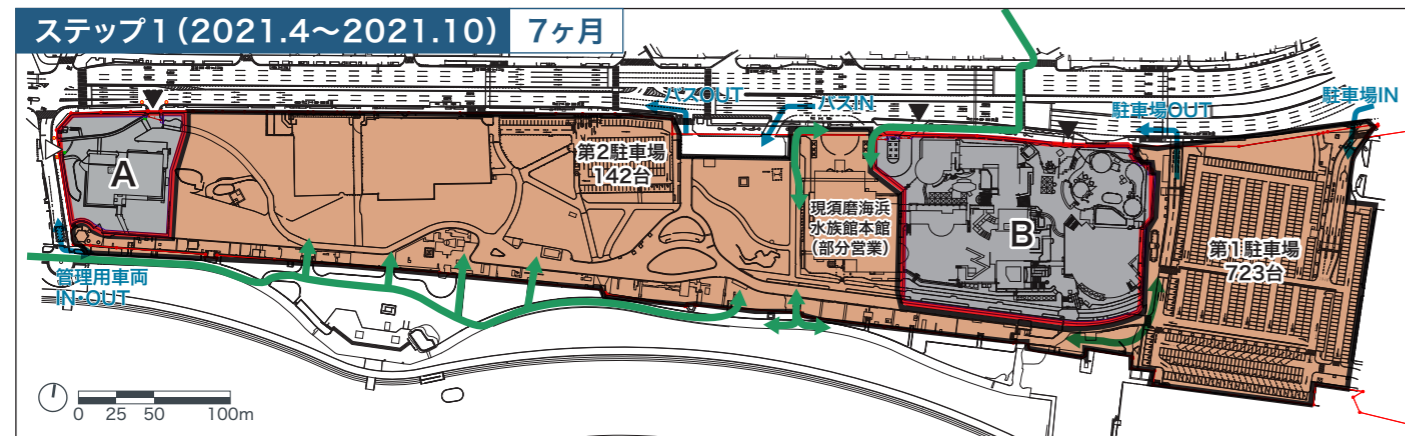 ステップ1(2021.4〜2021.10) 7ヶ月
バスOUT
バスIN
駐車場OUT
駐車場IN
A
第2駐車場
142台
現須磨海浜
水族館本館
(部分営業)
B
第1駐車場
723台
管理用車両
IN・OUT
0 25 50 100m